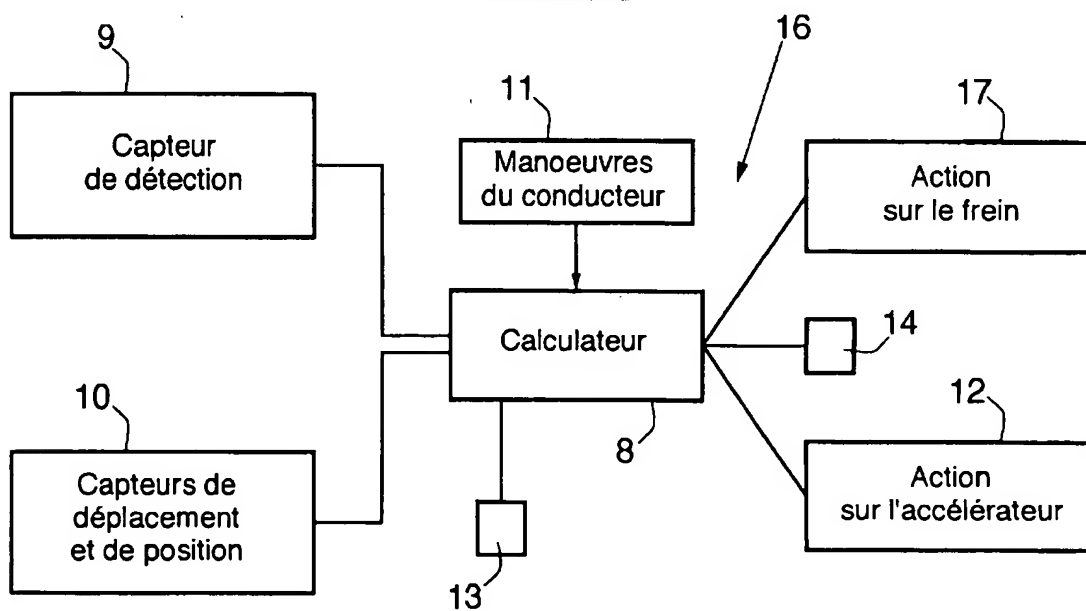 16
9
11
17
Capteur
de détection
Manoeuvres
du conducteur
Action
sur le frein
Calculateur
14
10
8
12
Capteurs de
déplacement
et de position
Action
sur l'accélérateur
13